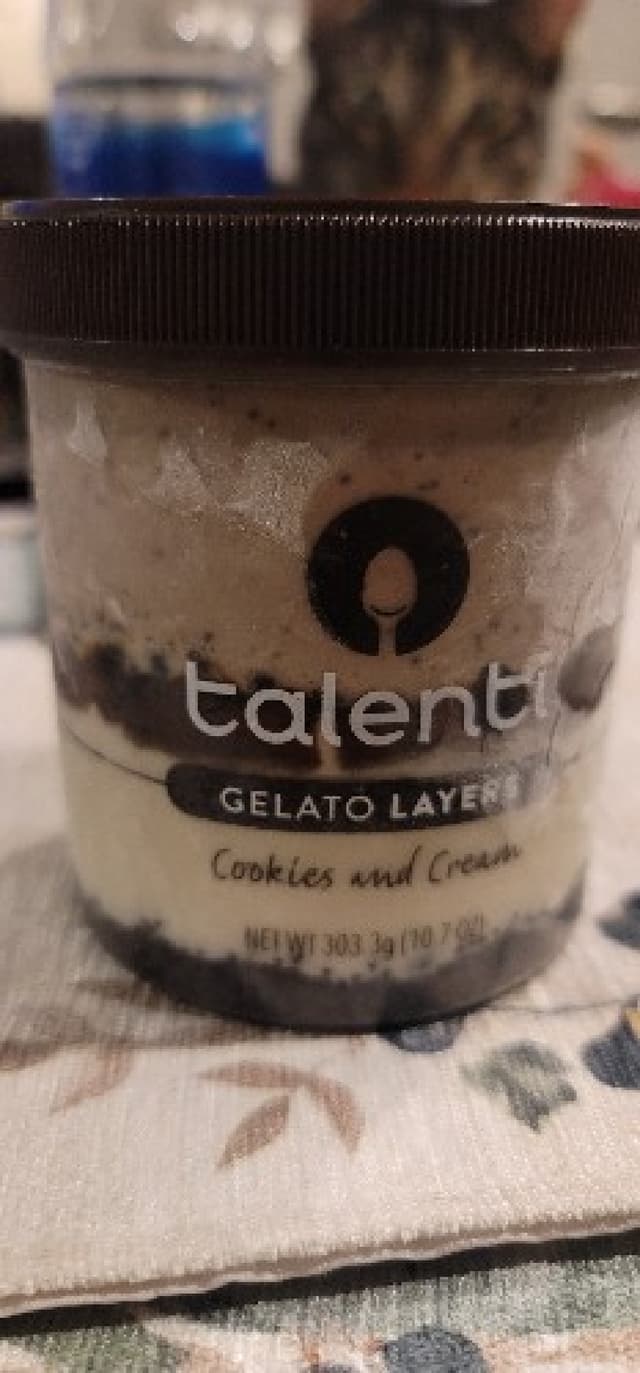 talenti
GELATO LAYERS
Cookies and Cream
NET WT 303.3g (10.7 OZ)